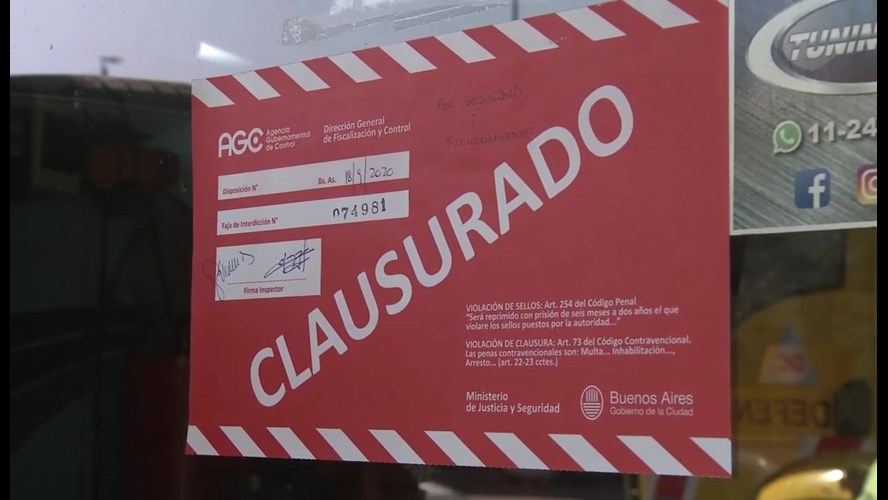 AGC Agencia
Gubernamental
de Control
Dirección General
de Fiscalización y Control
POR SEGURIDAD
Y
Disposición N° Bs. As. 18/9/2020
Faja de Interdicción N° 074981
Firma Inspector
CLAUSURADO
VIOLACIÓN DE SELLOS: Art. 254 del Código Penal
"Será reprimido con prisión de seis meses a dos años el que
violare los sellos puestos por la autoridad..."
VIOLACIÓN DE CLAUSURA: Art. 73 del Código Contravencional.
Las penas contravencionales son: Multa... Inhabilitación...,
Arresto... (art. 22-23 cctes.)
Ministerio
de Justicia y Seguridad
Buenos Aires
Gobierno de la Ciudad
TUNIN
11-24
DEFEN